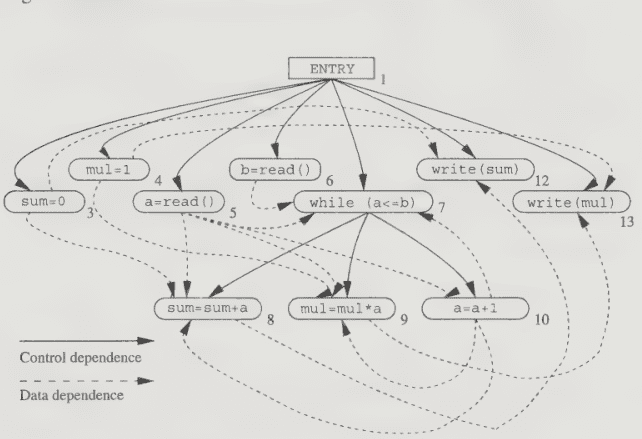 ENTRY
1
mul=1
4
b=read()
6
write(sum)
12
sum=0
3
a=read()
5
while (a<=b)
7
write(mul)
13
sum=sum+a
8
mul=mul*a
9
a=a+1
10
Control dependence
Data dependence